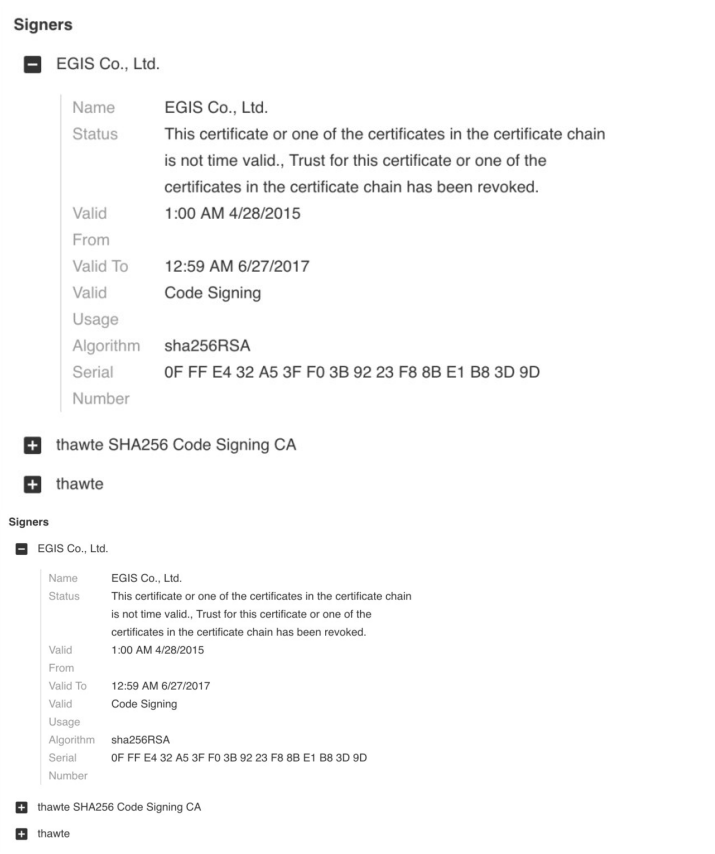 Signers
EGIS Co., Ltd.
Name EGIS Co., Ltd.
Status This certificate or one of the certificates in the certificate chain
is not time valid., Trust for this certificate or one of the
certificates in the certificate chain has been revoked.
Valid 1:00 AM 4/28/2015
From
Valid To 12:59 AM 6/27/2017
Valid Code Signing
Usage
Algorithm sha256RSA
Serial 0F FF E4 32 A5 3F F0 3B 92 23 F8 8B E1 B8 3D 9D
Number
thawte SHA256 Code Signing CA
thawte
Signers
EGIS Co., Ltd.
Name EGIS Co., Ltd.
Status This certificate or one of the certificates in the certificate chain
is not time valid., Trust for this certificate or one of the
certificates in the certificate chain has been revoked.
Valid 1:00 AM 4/28/2015
From
Valid To 12:59 AM 6/27/2017
Valid Code Signing
Usage
Algorithm sha256RSA
Serial 0F FF E4 32 A5 3F F0 3B 92 23 F8 8B E1 B8 3D 9D
Number
thawte SHA256 Code Signing CA
thawte